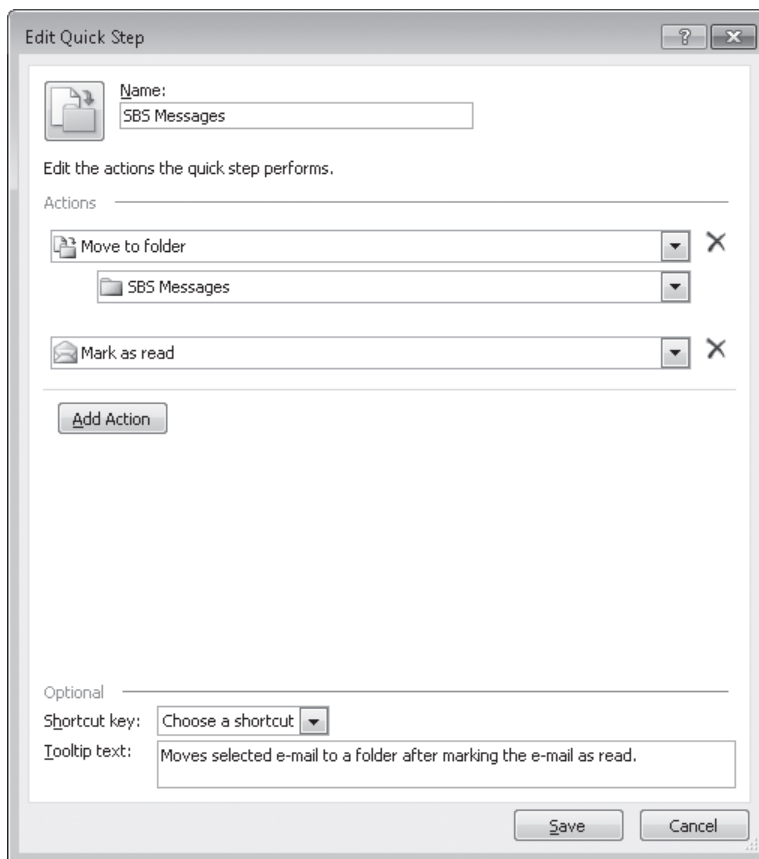 Edit Quick Step
Name:
SBS Messages
Edit the actions the quick step performs.
Actions
Move to folder
SBS Messages
Mark as read
Add Action
Optional
Shortcut key: Choose a shortcut
Tooltip text: Moves selected e-mail to a folder after marking the e-mail as read.
Save Cancel